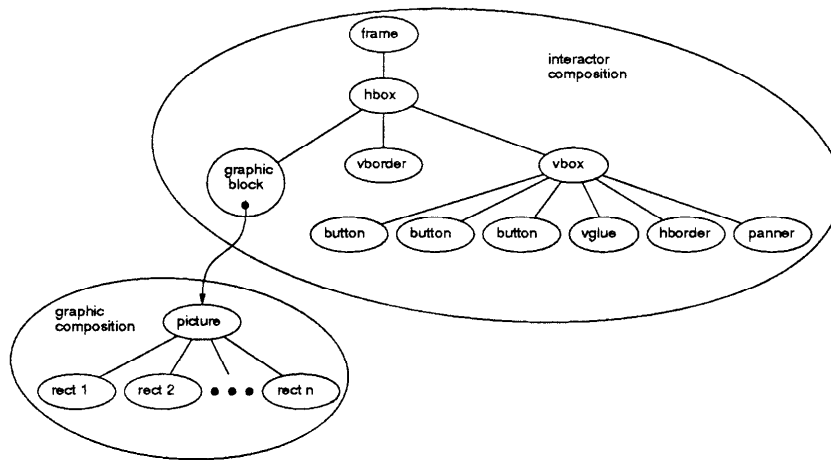 frame
interactor
composition
hbox
graphic
block
vborder
vbox
button
button
button
vglue
hborder
panner
graphic
composition
picture
rect 1
rect 2
rect n